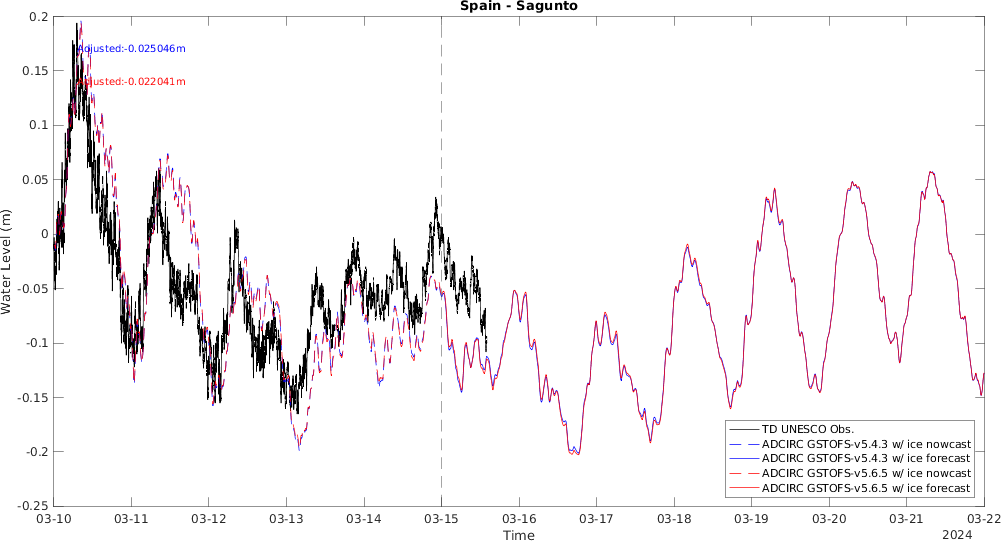 Spain - Sagunto
0.2
0.15
0.1
0.05
0
-0.05
-0.1
-0.15
-0.2
-0.25
Water Level (m)
Adjusted:-0.025046m
Adjusted:-0.022041m
TD UNESCO Obs.
ADCIRC GSTOFS-v5.4.3 w/ ice nowcast
ADCIRC GSTOFS-v5.4.3 w/ ice forecast
ADCIRC GSTOFS-v5.6.5 w/ ice nowcast
ADCIRC GSTOFS-v5.6.5 w/ ice forecast
03-10 03-11 03-12 03-13 03-14 03-15 03-16 03-17 03-18 03-19 03-20 03-21 03-22
Time
2024